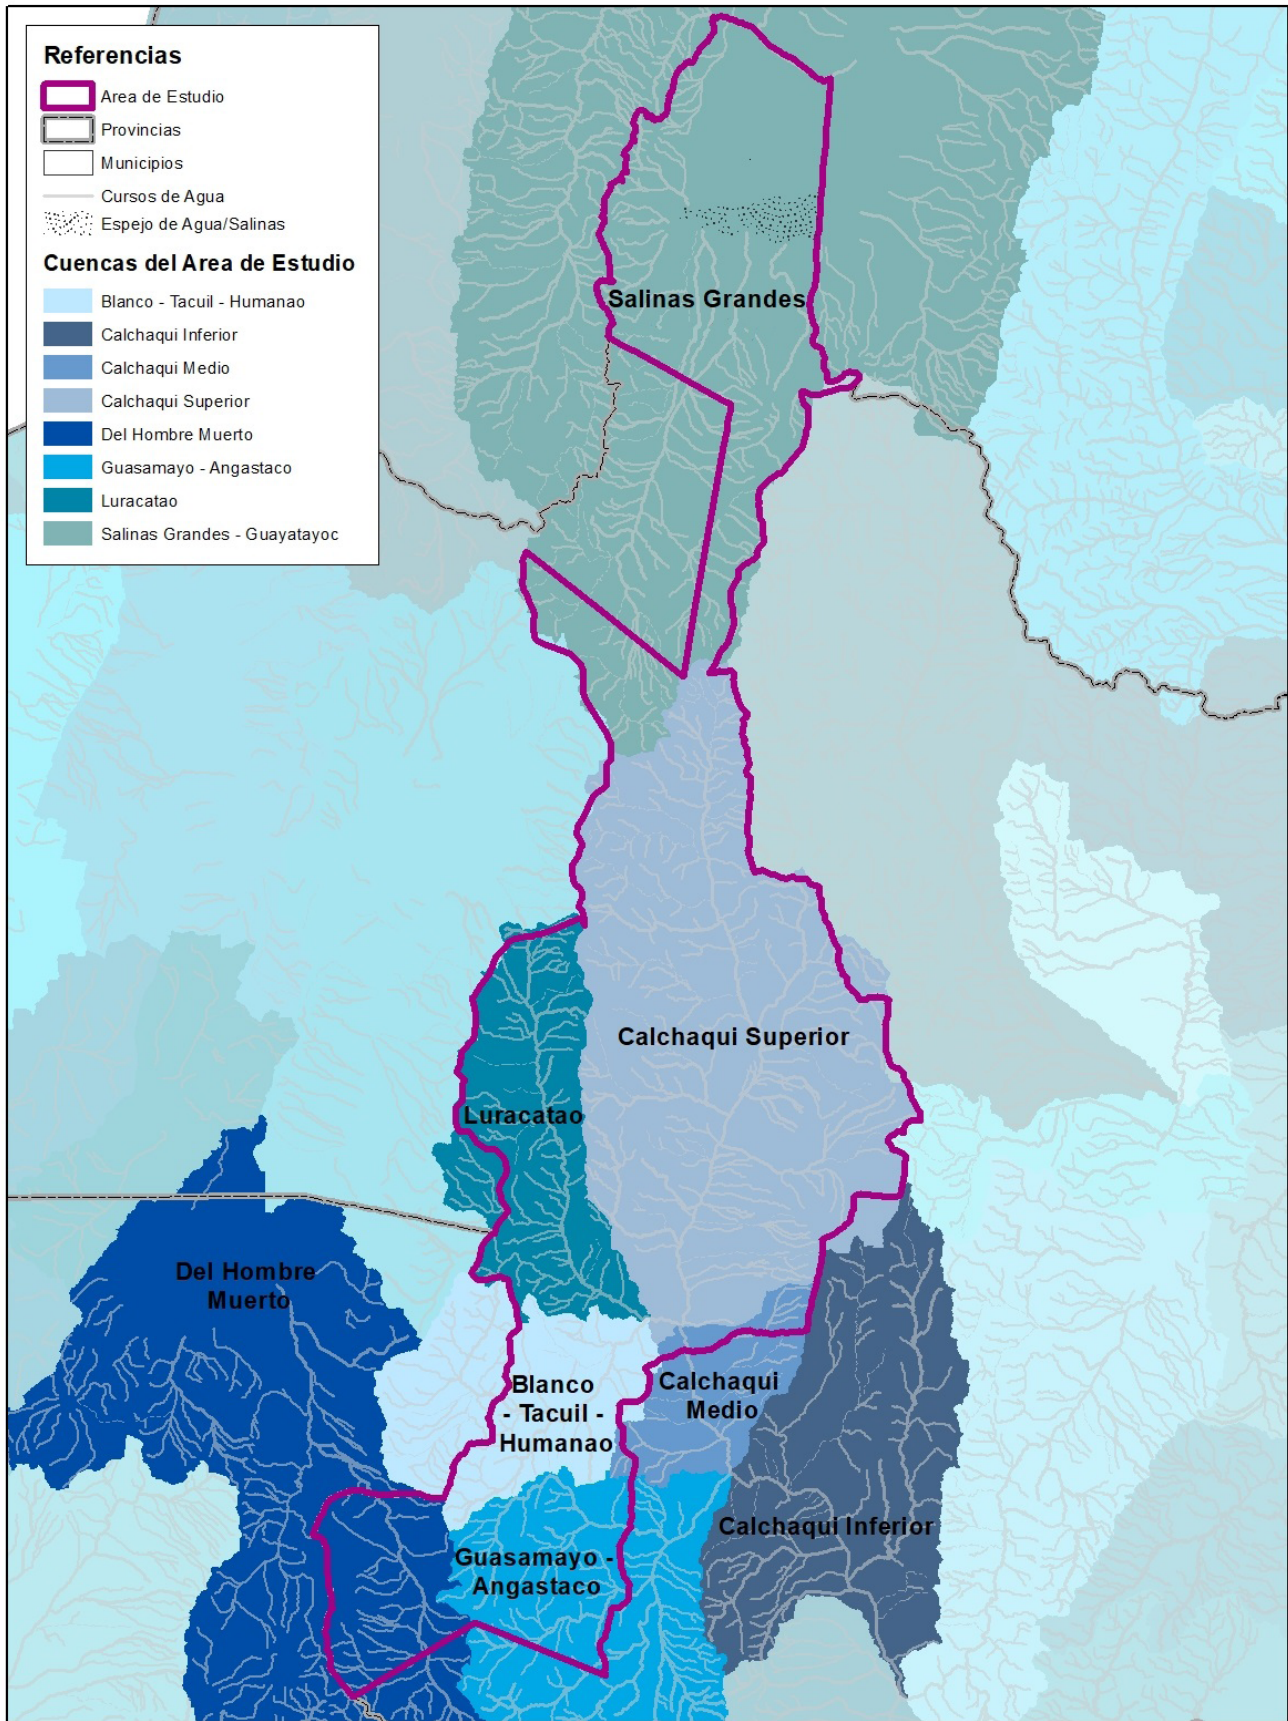 Referencias
Area de Estudio
Provincias
Municipios
Cursos de Agua
Espejo de Agua/Salinas
Cuencas del Area de Estudio
Blanco - Tacuil - Humanao
Calchaqui Inferior
Calchaqui Medio
Calchaqui Superior
Del Hombre Muerto
Guasamayo - Angastaco
Luracatao
Salinas Grandes - Guayatayoc
Salinas Grandes
Calchaqui Superior
Luracatao
Del Hombre
Muerto
Blanco
- Tacuil -
Humanao
Calchaqui
Medio
Calchaqui Inferior
Guasamayo -
Angastaco